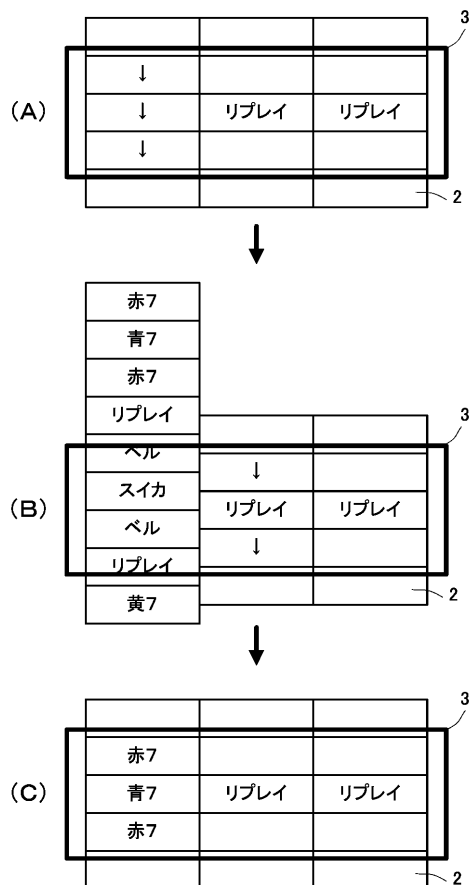 3
↓
(A) ↓ リプレイ リプレイ
↓
2
赤7
青7
赤7
リプレイ
3
ベル
スイカ ↓
(B) リプレイ リプレイ
ベル ↓
リプレイ
黄7 2
3
赤7
(C) 青7 リプレイ リプレイ
赤7
2